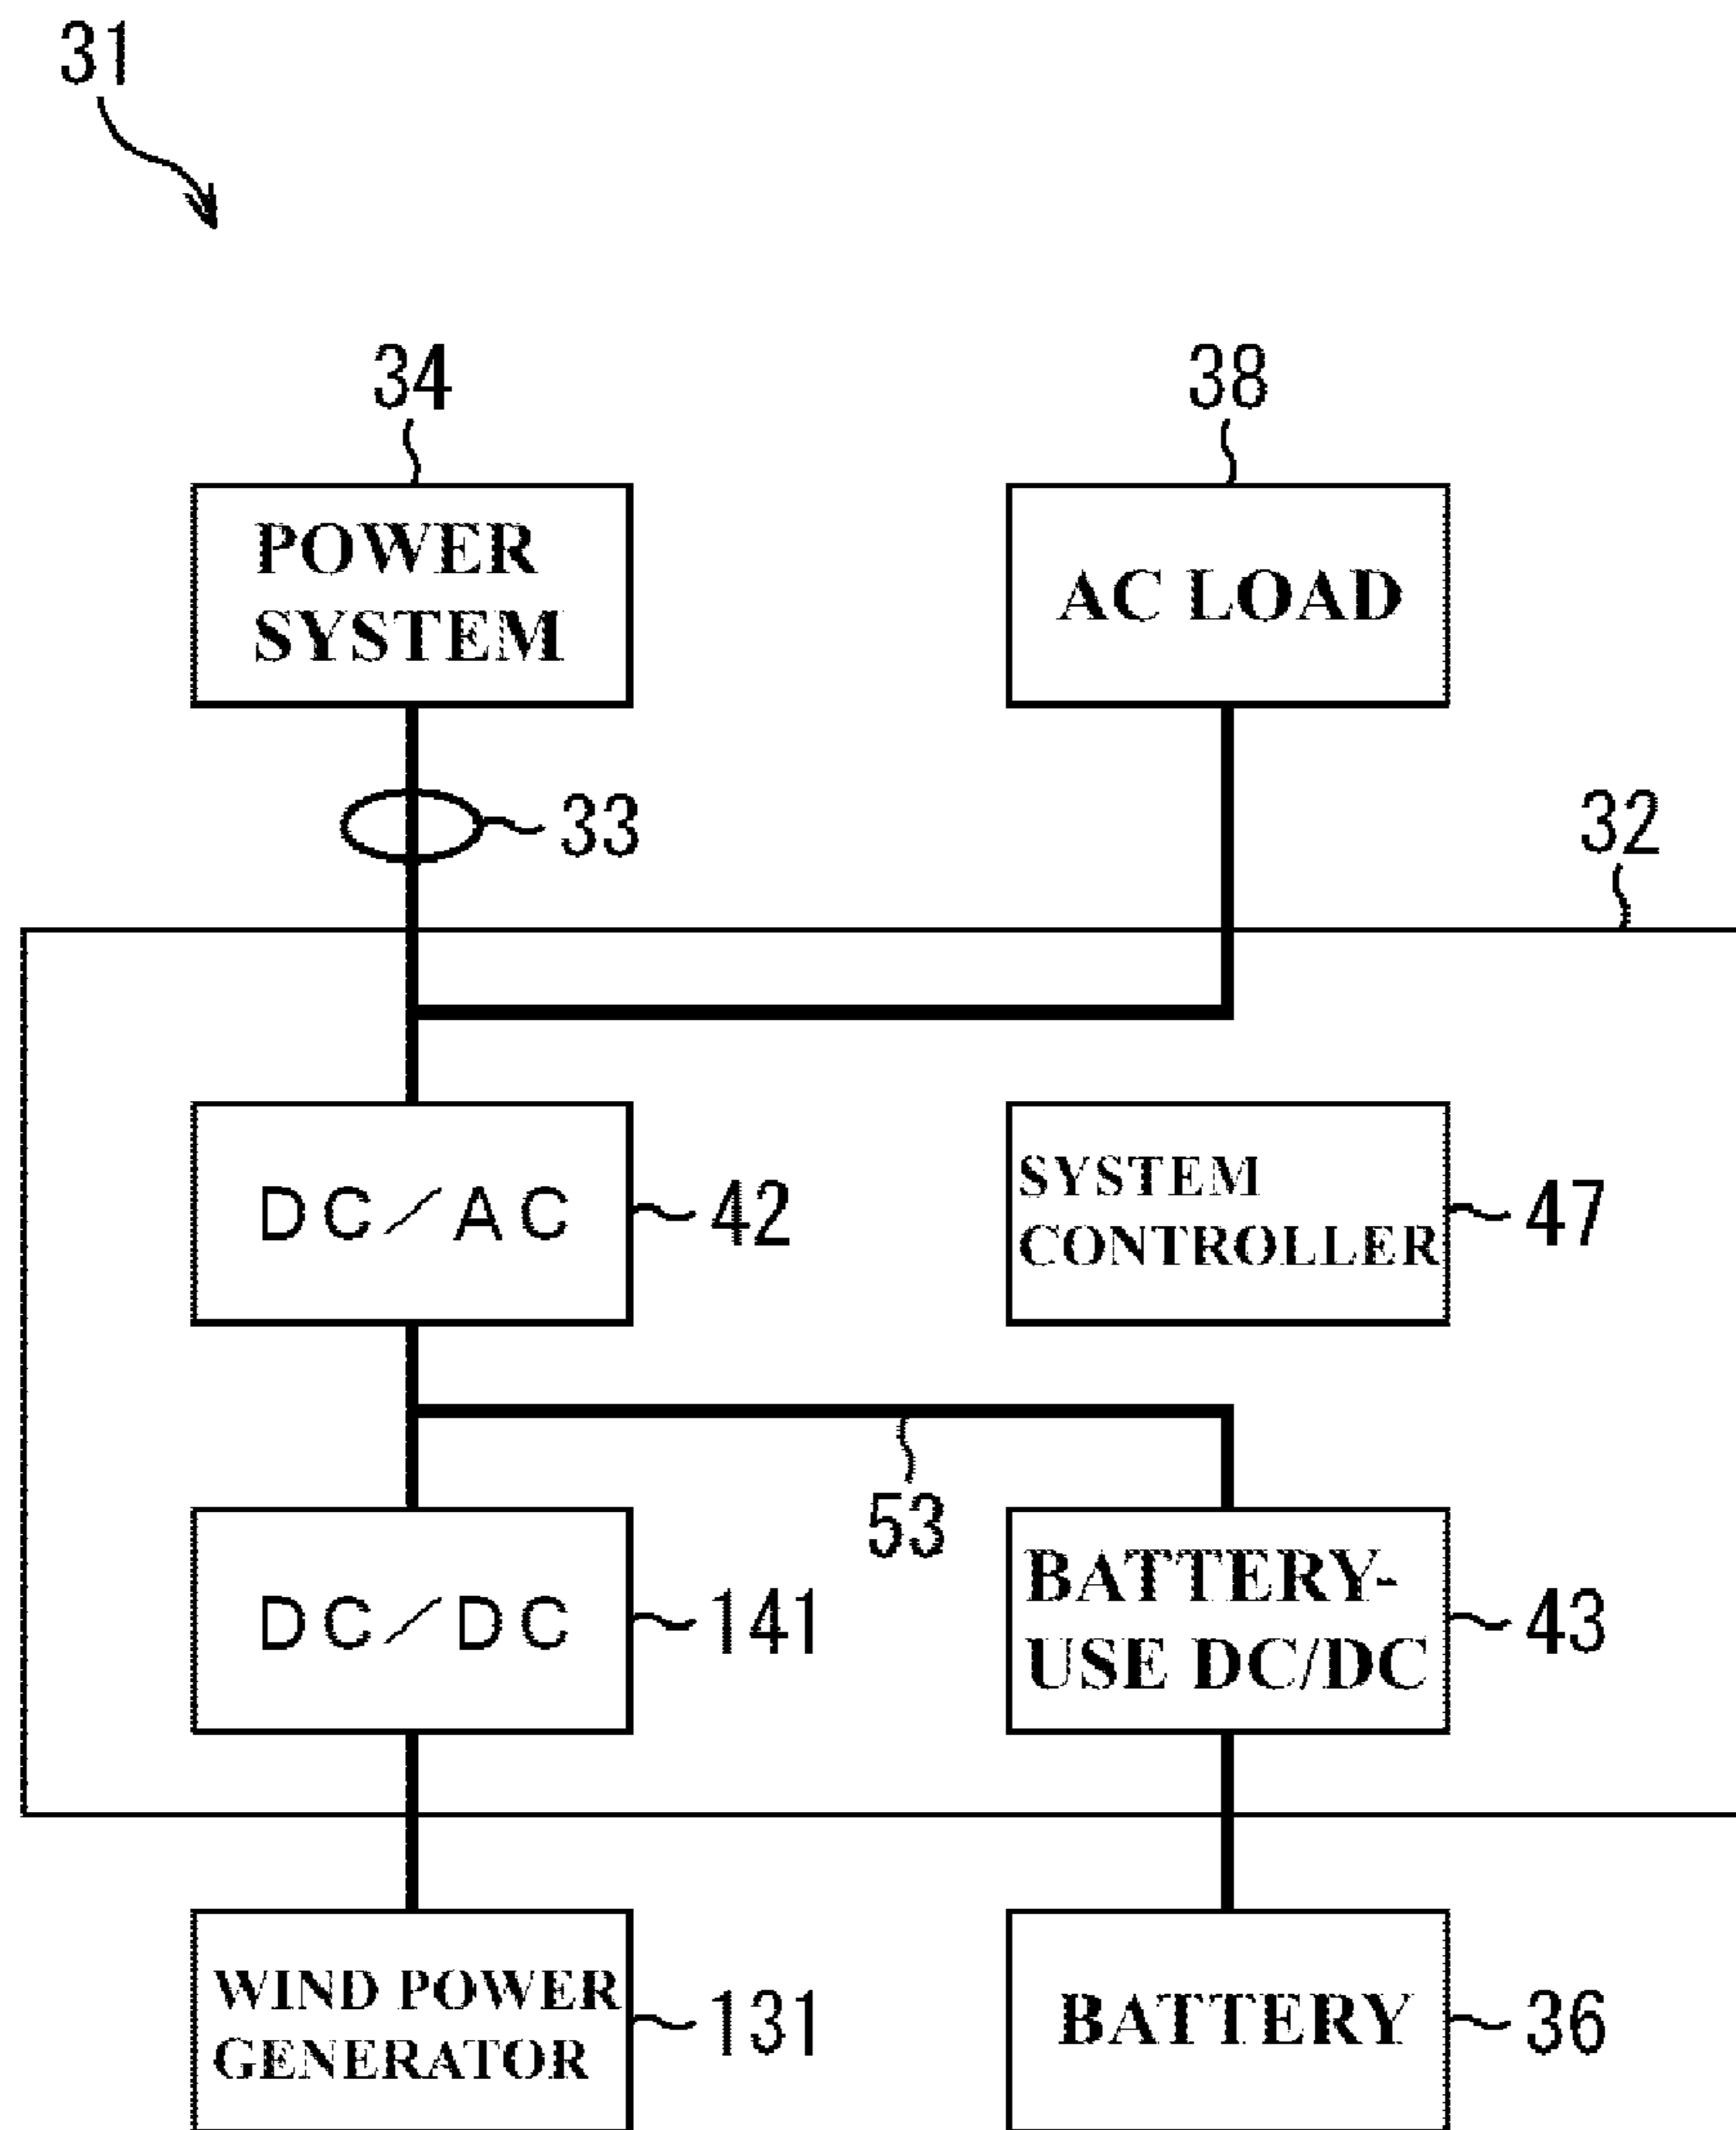 31
34
38
POWER
SYSTEM
AC LOAD
33
32
DC/AC
42
SYSTEM
CONTROLLER
47
53
DC/DC
141
BATTERY-
USE DC/DC
43
WIND POWER
GENERATOR
131
BATTERY
36